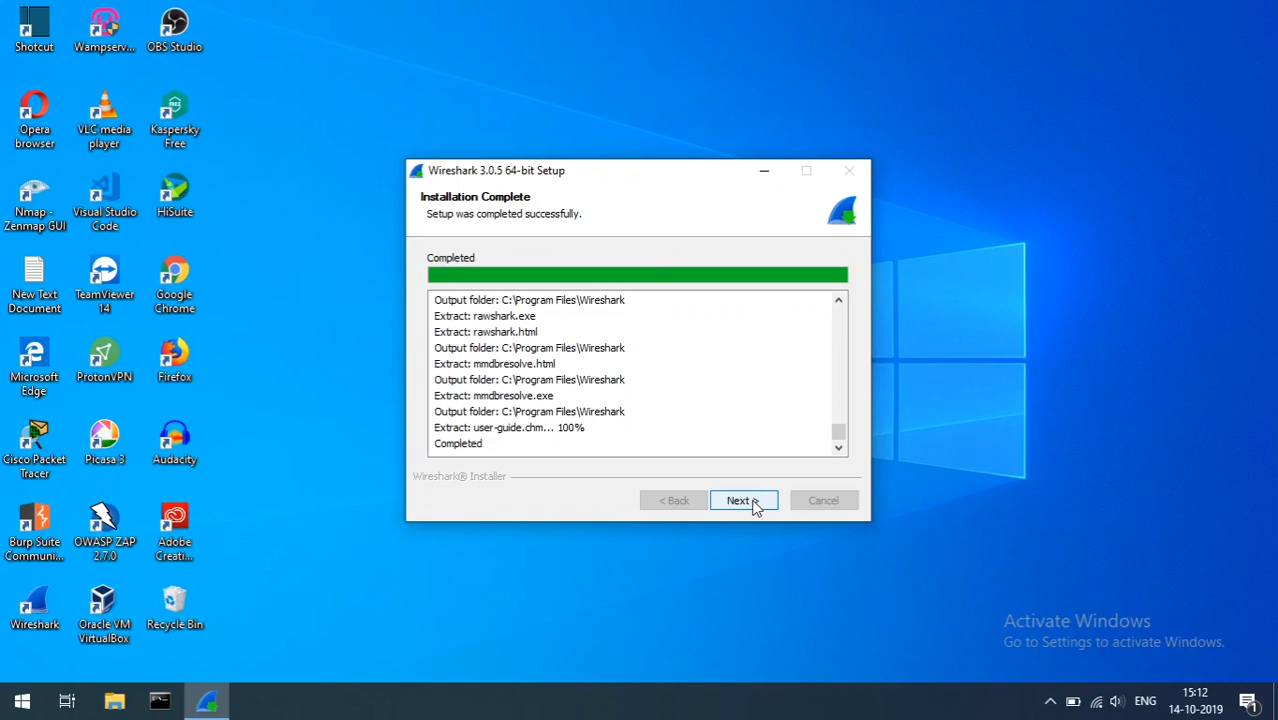 Shotcut
Wampserv...
OBS Studio
Opera
browser
VLC media
player
Kaspersky
Free
Nmap -
Zenmap GUI
Visual Studio
Code
HiSuite
New Text
Document
TeamViewer
14
Google
Chrome
Microsoft
Edge
ProtonVPN
Firefox
Cisco Packet
Tracer
Picasa 3
Audacity
Burp Suite
Communi...
OWASP ZAP
2.7.0
Adobe
Creati...
Wireshark
Oracle VM
VirtualBox
Recycle Bin
Wireshark 3.0.5 64-bit Setup
Installation Complete
Setup was completed successfully.
Completed
Output folder: C:\Program Files\Wireshark
Extract: rawshark.exe
Extract: rawshark.html
Output folder: C:\Program Files\Wireshark
Extract: mmdbresolve.html
Output folder: C:\Program Files\Wireshark
Extract: mmdbresolve.exe
Output folder: C:\Program Files\Wireshark
Extract: user-guide.chm... 100%
Completed
Wireshark® Installer
< Back
Next >
Cancel
Activate Windows
Go to Settings to activate Windows.
ENG
15:12
14-10-2019
1